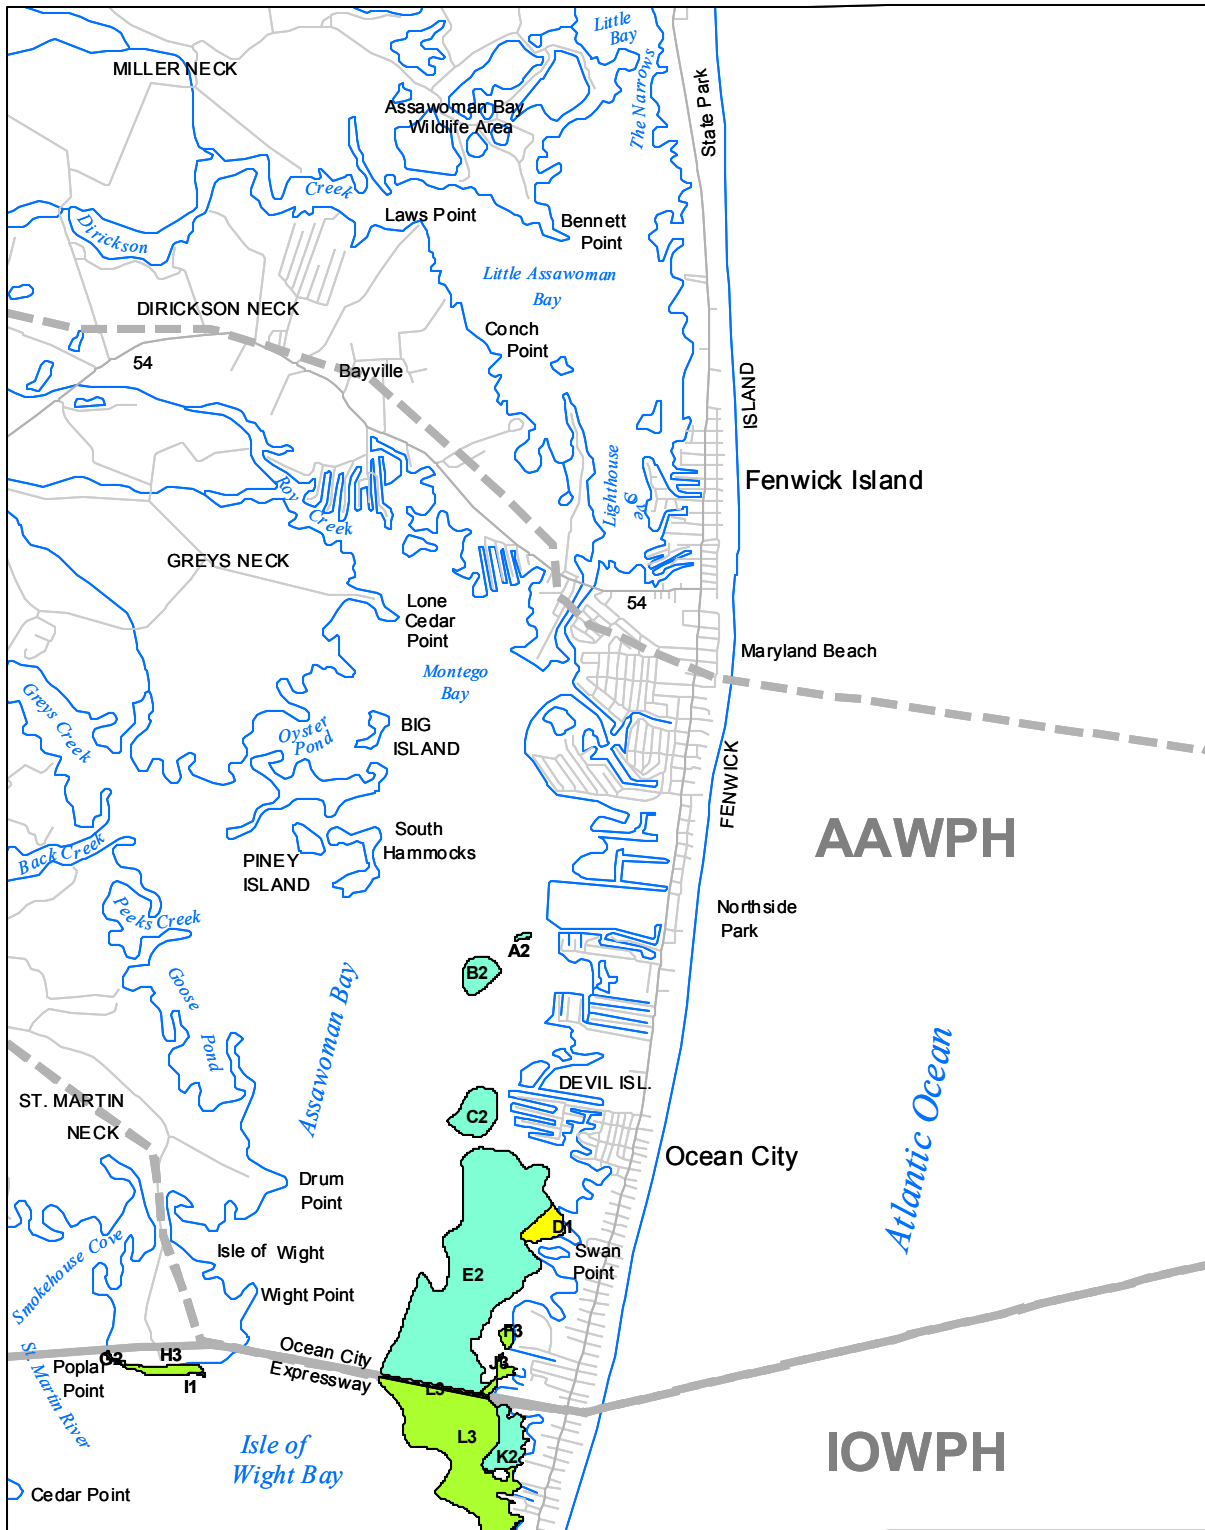 Little
Bay
MILLER NECK
The Narrows
State Park
Assawoman Bay
Wildlife Area
Creek
Laws Point
Bennett
Point
Dirickson
Little Assawoman
Bay
DIRICKSON NECK
Conch
Point
54
Bayville
ISLAND
Lighthouse
Fenwick Island
Roy
Creek
GREYS NECK
Lone
Cedar
Point
54
Maryland Beach
Montego
Bay
Greys Creek
Oyster
Pond
BIG
ISLAND
FENWICK
AAWPH
South
Hammocks
Back Creek
PINEY
ISLAND
Peeks Creek
Northside
Park
A2
B2
Goose
Pond
Assawoman Bay
DEVIL ISL.
ST. MARTIN
NECK
C2
Atlantic Ocean
Ocean City
Drum
Point
D1
Smokehouse Cove
Isle of Wight
Swan
Point
E2
Wight Point
F3
Ocean City
Expressway
G2
H3
J3
Poplar
Point
I1
L3
St. Martin River
L3
K2
Isle of
Wight Bay
IOWPH
Cedar Point